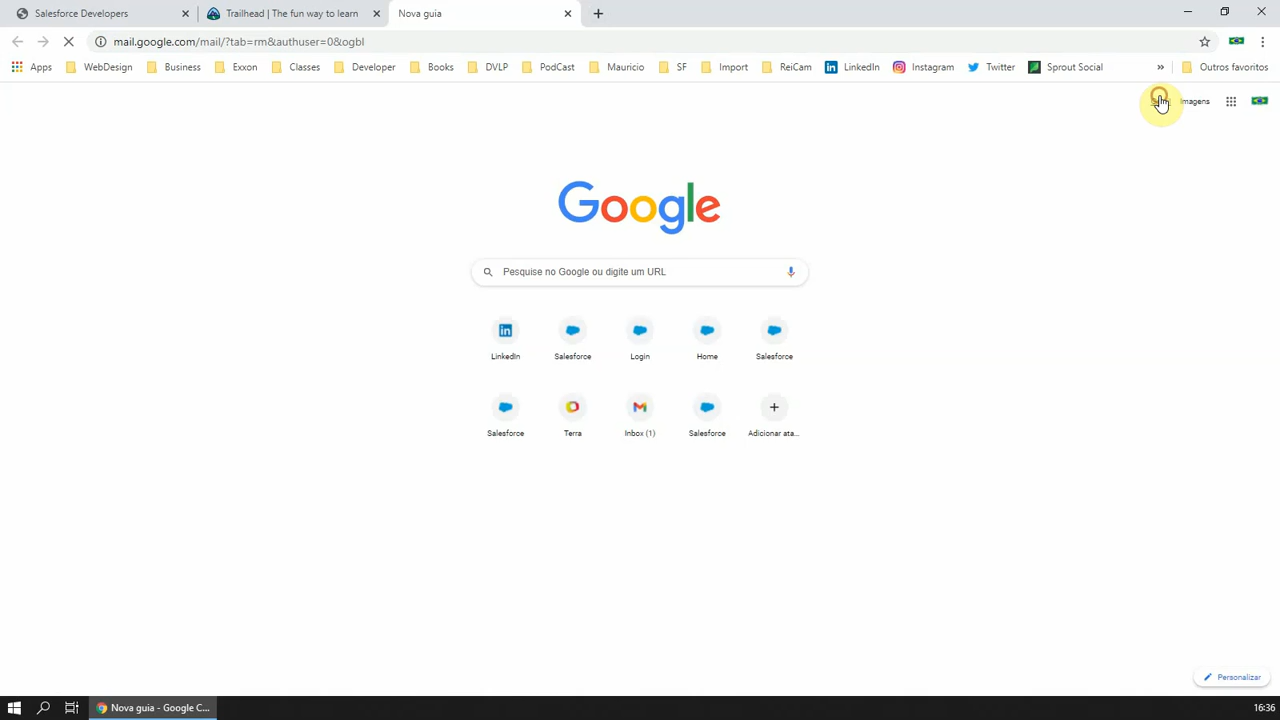 Salesforce Developers
Trailhead | The fun way to learn
Nova guia
mail.google.com/mail/?tab=rm&authuser=0&ogbl
Apps WebDesign Business Exxon Classes Developer Books DVLP PodCast Mauricio SF Import ReiCam LinkedIn Instagram Twitter Sprout Social » Outros favoritos
Imagens
Google
Pesquise no Google ou digite um URL
LinkedIn Salesforce Login Home Salesforce
Salesforce Terra Inbox (1) Salesforce Adicionar ata...
Personalizar
Nova guia - Google C...
16:36